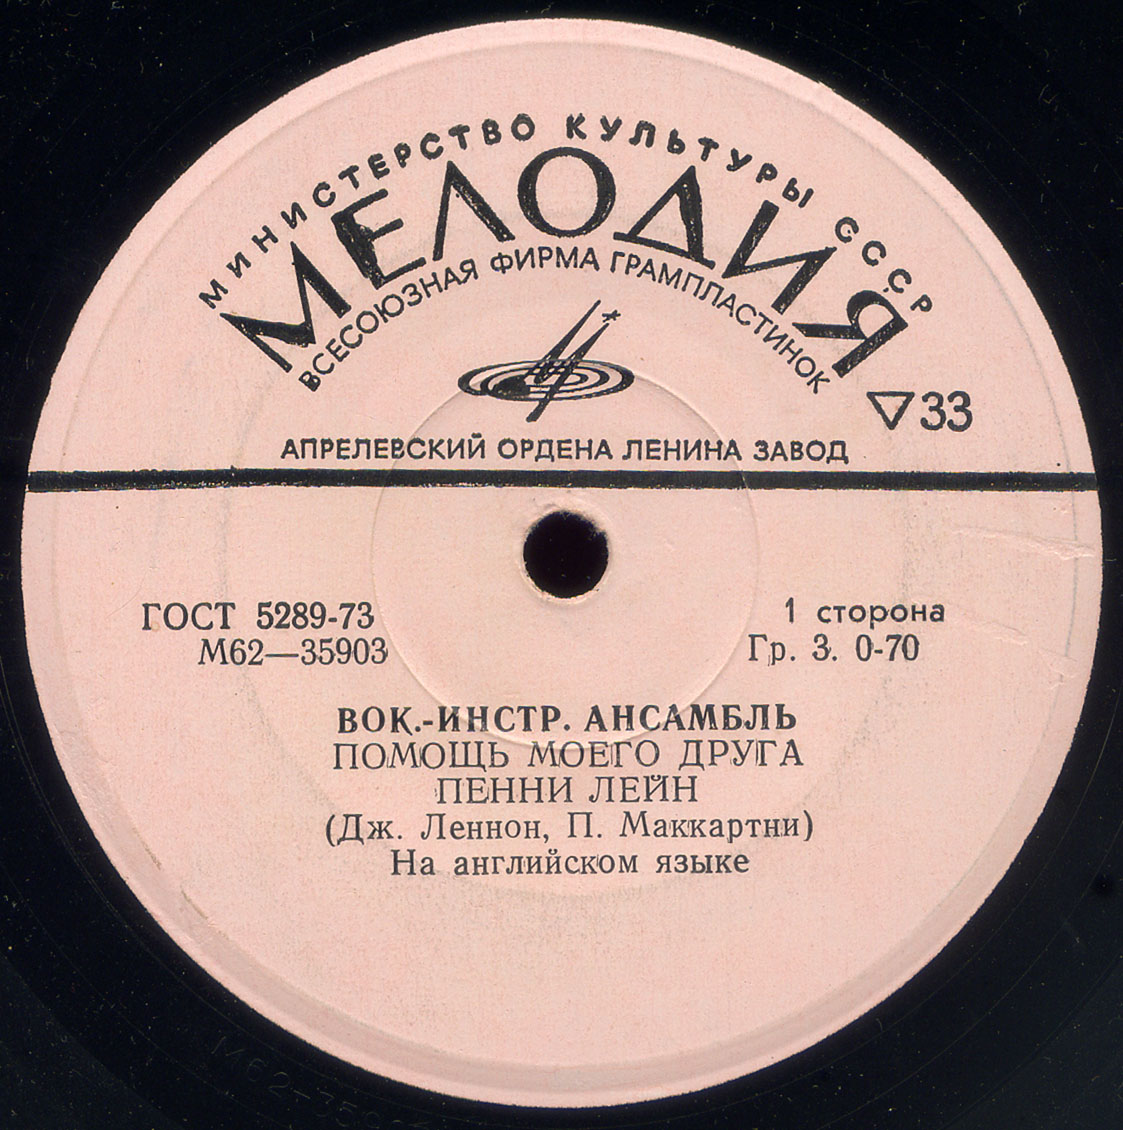 МИНИСТЕРСТВО КУЛЬТУРЫ СССР
МЕЛОДИЯ
ВСЕСОЮЗНАЯ ФИРМА ГРАМПЛАСТИНОК
33
АПРЕЛЕВСКИЙ ОРДЕНА ЛЕНИНА ЗАВОД
ГОСТ 5289-73
М62—35903
1 сторона
Гр. 3. 0-70
ВОК.-ИНСТР. АНСАМБЛЬ
ПОМОЩЬ МОЕГО ДРУГА
ПЕННИ ЛЕЙН
(Дж. Леннон, П. Маккартни)
На английском языке